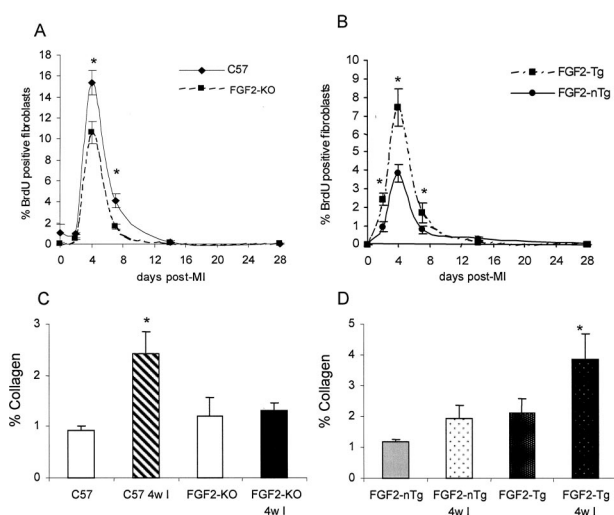 A
% BrdU positive fibroblasts
18
16
14
12
10
8
6
4
2
0
*
*
C57
FGF2-KO
0 4 8 12 16 20 24 28
days post-MI
B
% BrdU positive fibroblasts
10
9
8
7
6
5
4
3
2
1
0
*
*
*
FGF2-Tg
FGF2-nTg
0 4 8 12 16 20 24 28
days post-MI
C
% Collagen
3
2
1
0
*
C57 C57 4w I FGF2-KO FGF2-KO
4w I
D
% Collagen
5
4
3
2
1
0
*
FGF2-nTg FGF2-nTg FGF2-Tg FGF2-Tg
4w I 4w I